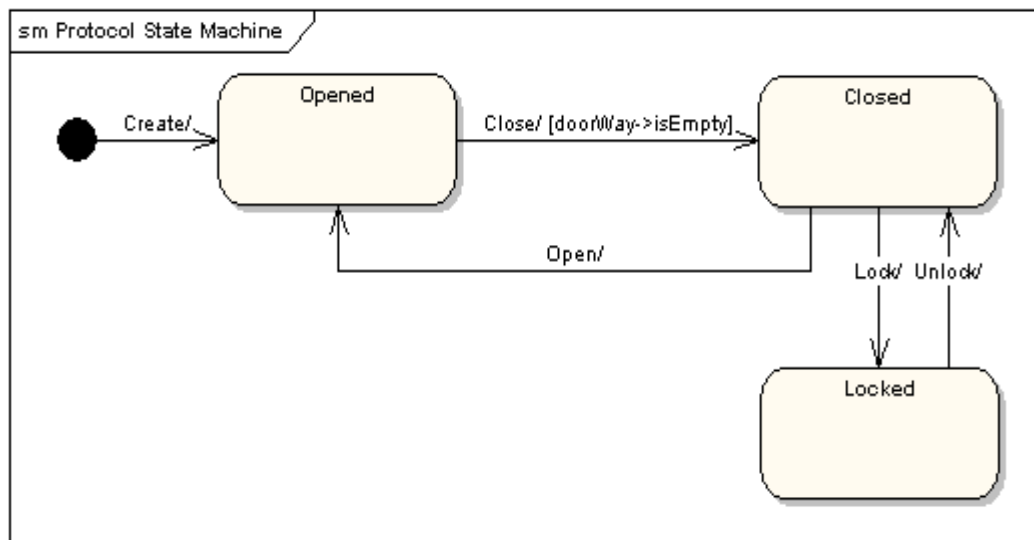 sm Protocol State Machine
Opened
Closed
Create/
Close/ [doorWay->isEmpty]
Open/
Lock/
Unlock/
Locked